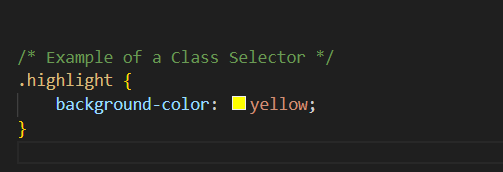 /* Example of a Class Selector */
.highlight {
    background-color: yellow;
}